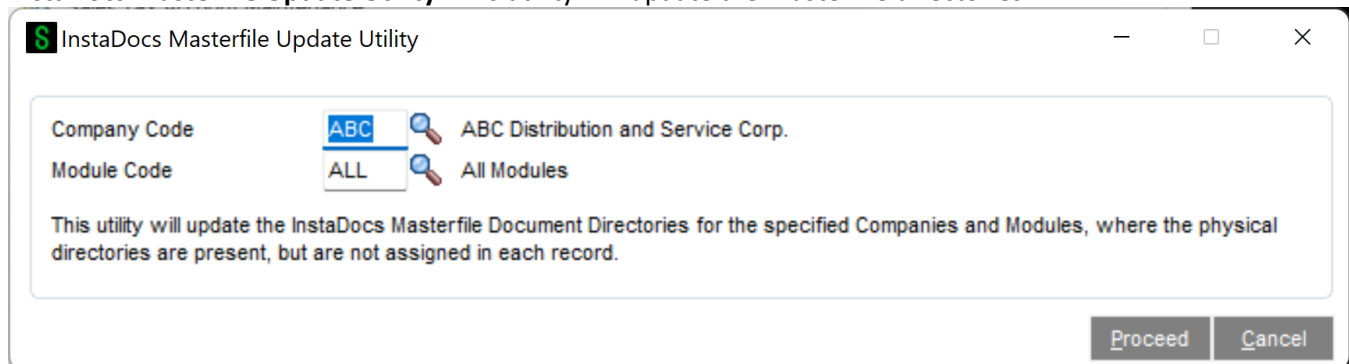 InstaDocs Masterfile Update Utility
Company Code ABC ABC Distribution and Service Corp.
Module Code ALL All Modules
This utility will update the InstaDocs Masterfile Document Directories for the specified Companies and Modules, where the physical
directories are present, but are not assigned in each record.
Proceed Cancel